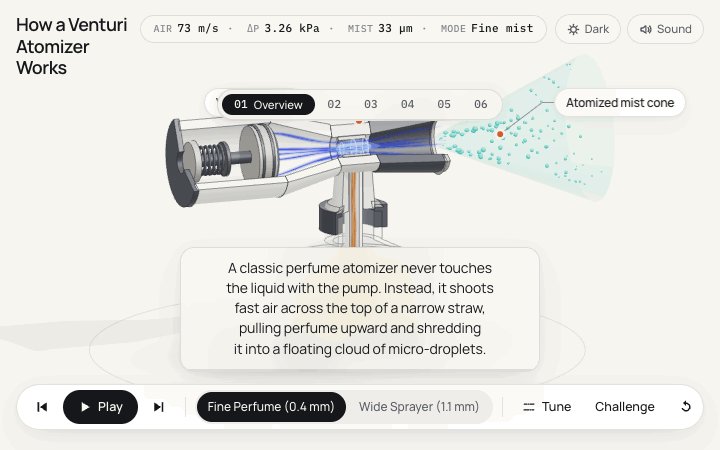 How a Venturi
Atomizer
Works
AIR 73 m/s · ΔP 3.26 kPa · MIST 33 µm · MODE Fine mist
Dark
Sound
01 Overview 02 03 04 05 06
Atomized mist cone
A classic perfume atomizer never touches
the liquid with the pump. Instead, it shoots
fast air across the top of a narrow straw,
pulling perfume upward and shredding
it into a floating cloud of micro-droplets.
Play
Fine Perfume (0.4 mm)
Wide Sprayer (1.1 mm)
Tune
Challenge